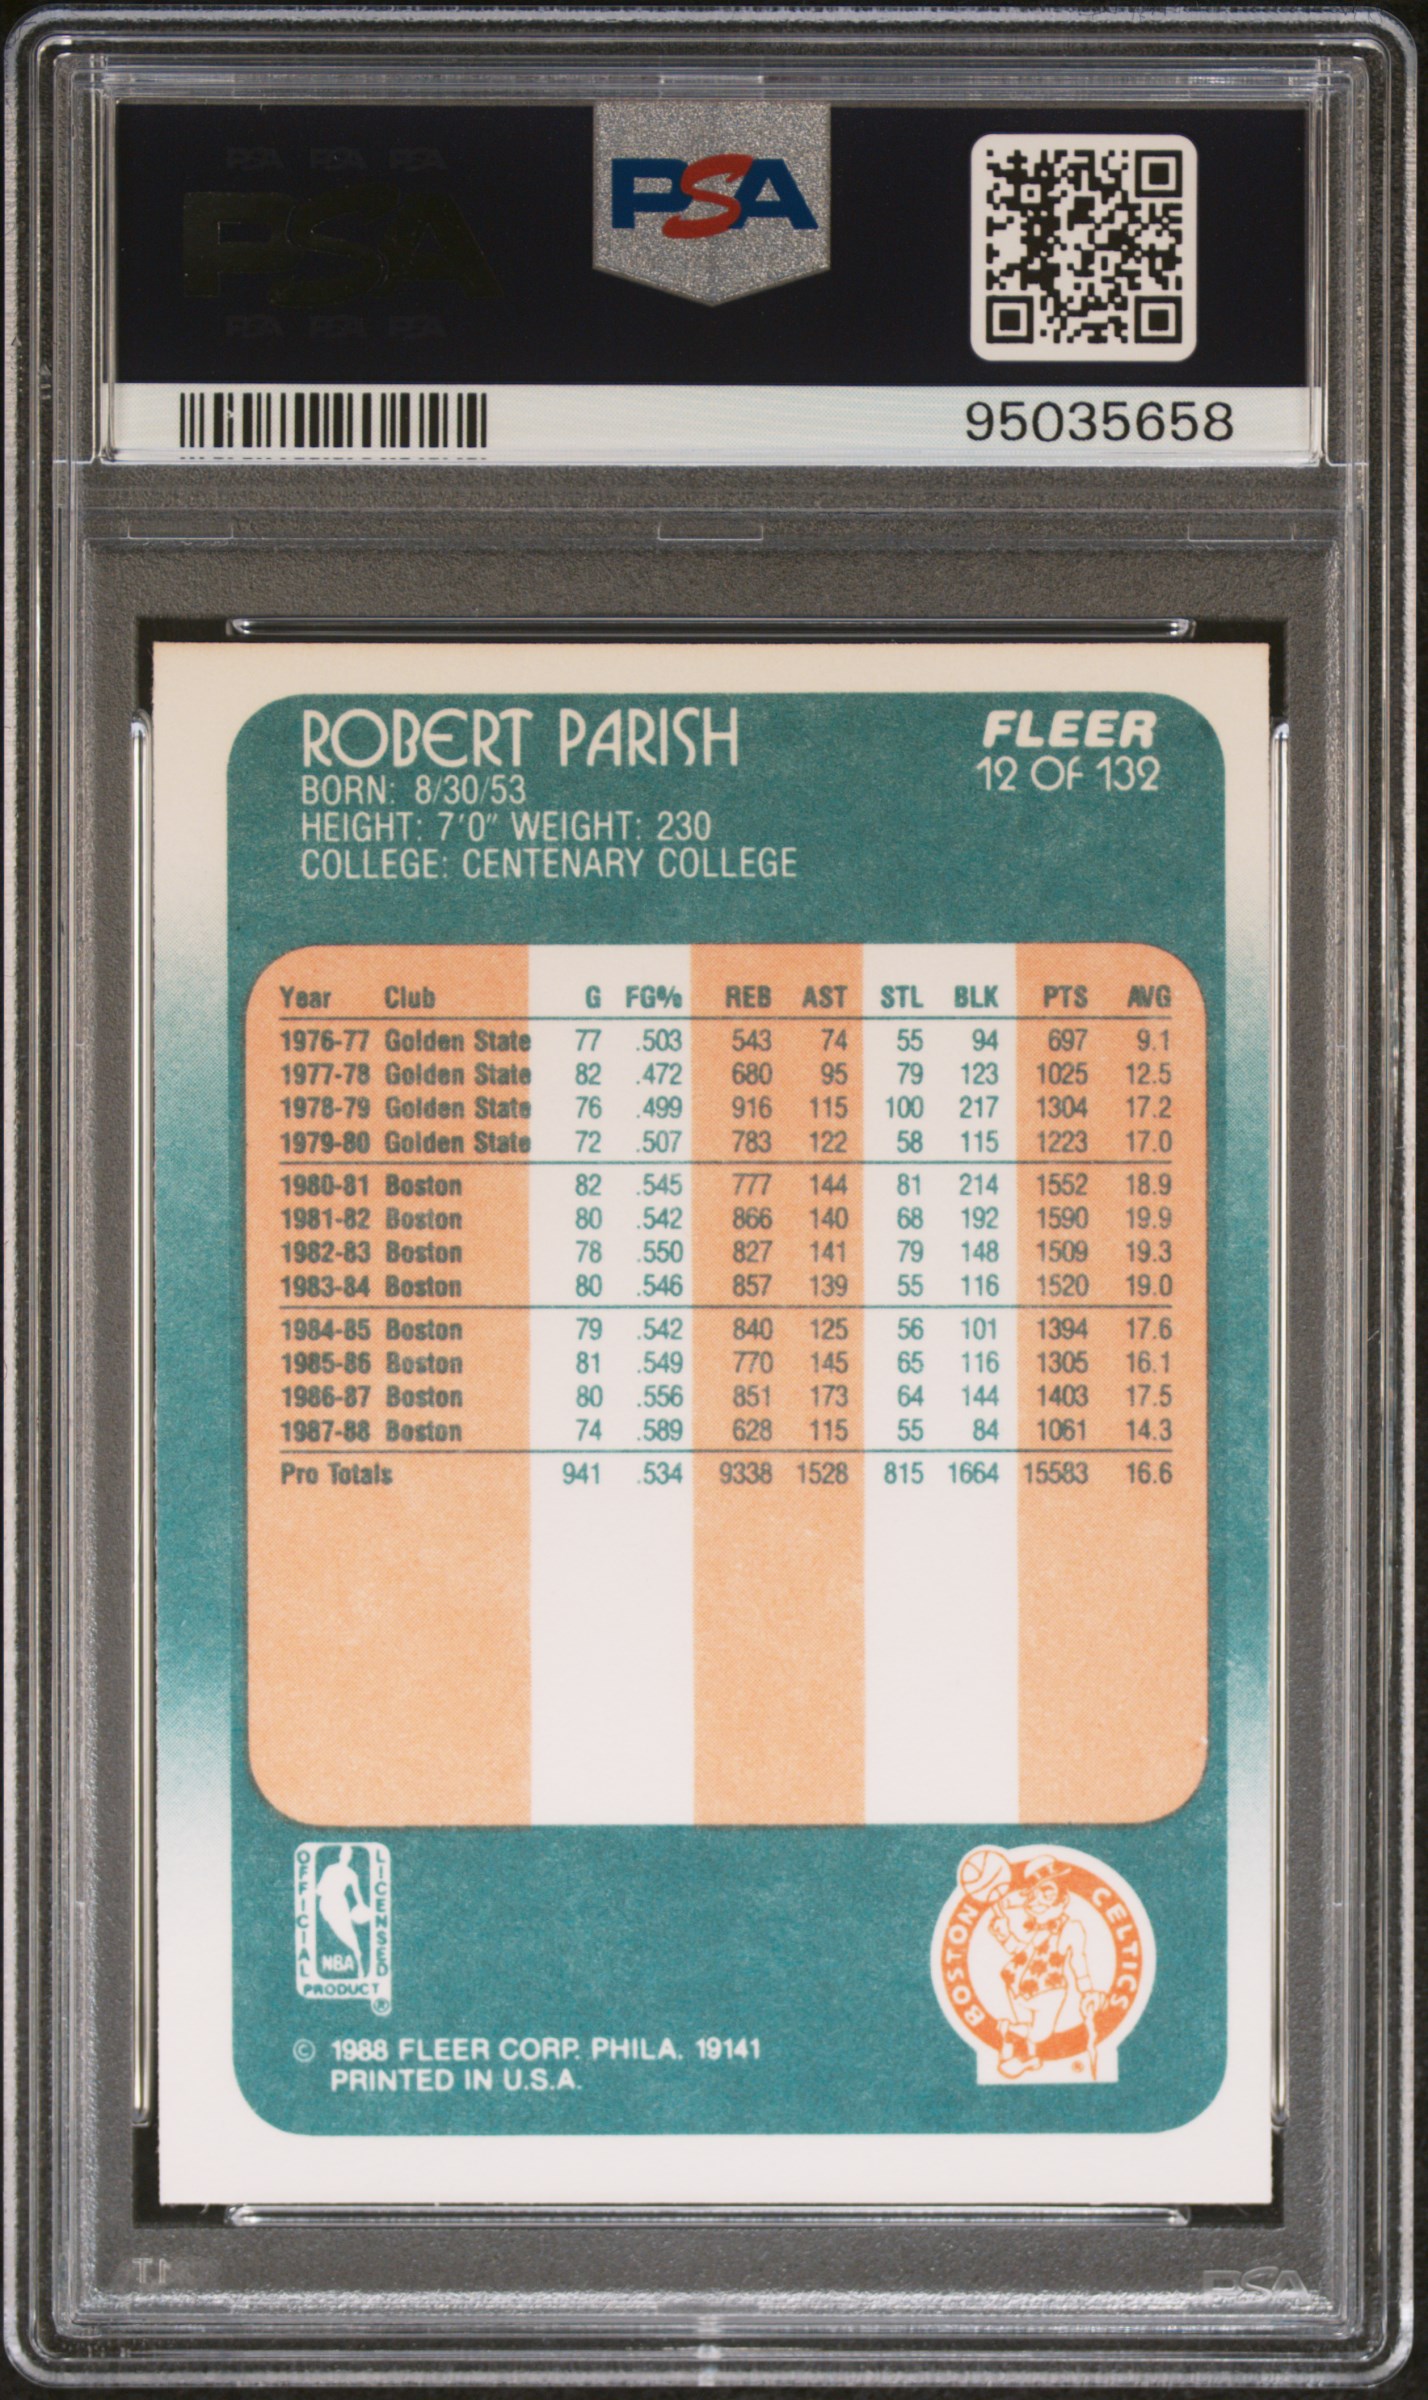 PSA PSA PSA
PSA
PSA PSA PSA
PSA
95035658
ROBERT PARISH
BORN: 8/30/53
HEIGHT: 7'0" WEIGHT: 230
COLLEGE: CENTENARY COLLEGE
FLEER
12 OF 132
Year Club G FG% REB AST STL BLK PTS AVG
1976-77 Golden State 77 .503 543 74 55 94 697 9.1
1977-78 Golden State 82 .472 680 95 79 123 1025 12.5
1978-79 Golden State 76 .499 916 115 100 217 1304 17.2
1979-80 Golden State 72 .507 783 122 58 115 1223 17.0
1980-81 Boston 82 .545 777 144 81 214 1552 18.9
1981-82 Boston 80 .542 866 140 68 192 1590 19.9
1982-83 Boston 78 .550 827 141 79 148 1509 19.3
1983-84 Boston 80 .546 857 139 55 116 1520 19.0
1984-85 Boston 79 .542 840 125 56 101 1394 17.6
1985-86 Boston 81 .549 770 145 65 116 1305 16.1
1986-87 Boston 80 .556 851 173 64 144 1403 17.5
1987-88 Boston 74 .589 628 115 55 84 1061 14.3
Pro Totals 941 .534 9338 1528 815 1664 15583 16.6
OFFICIAL LICENSED
NBA
PRODUCT ®
BOSTON CELTICS
®
© 1988 FLEER CORP. PHILA. 19141
PRINTED IN U.S.A.
PSA